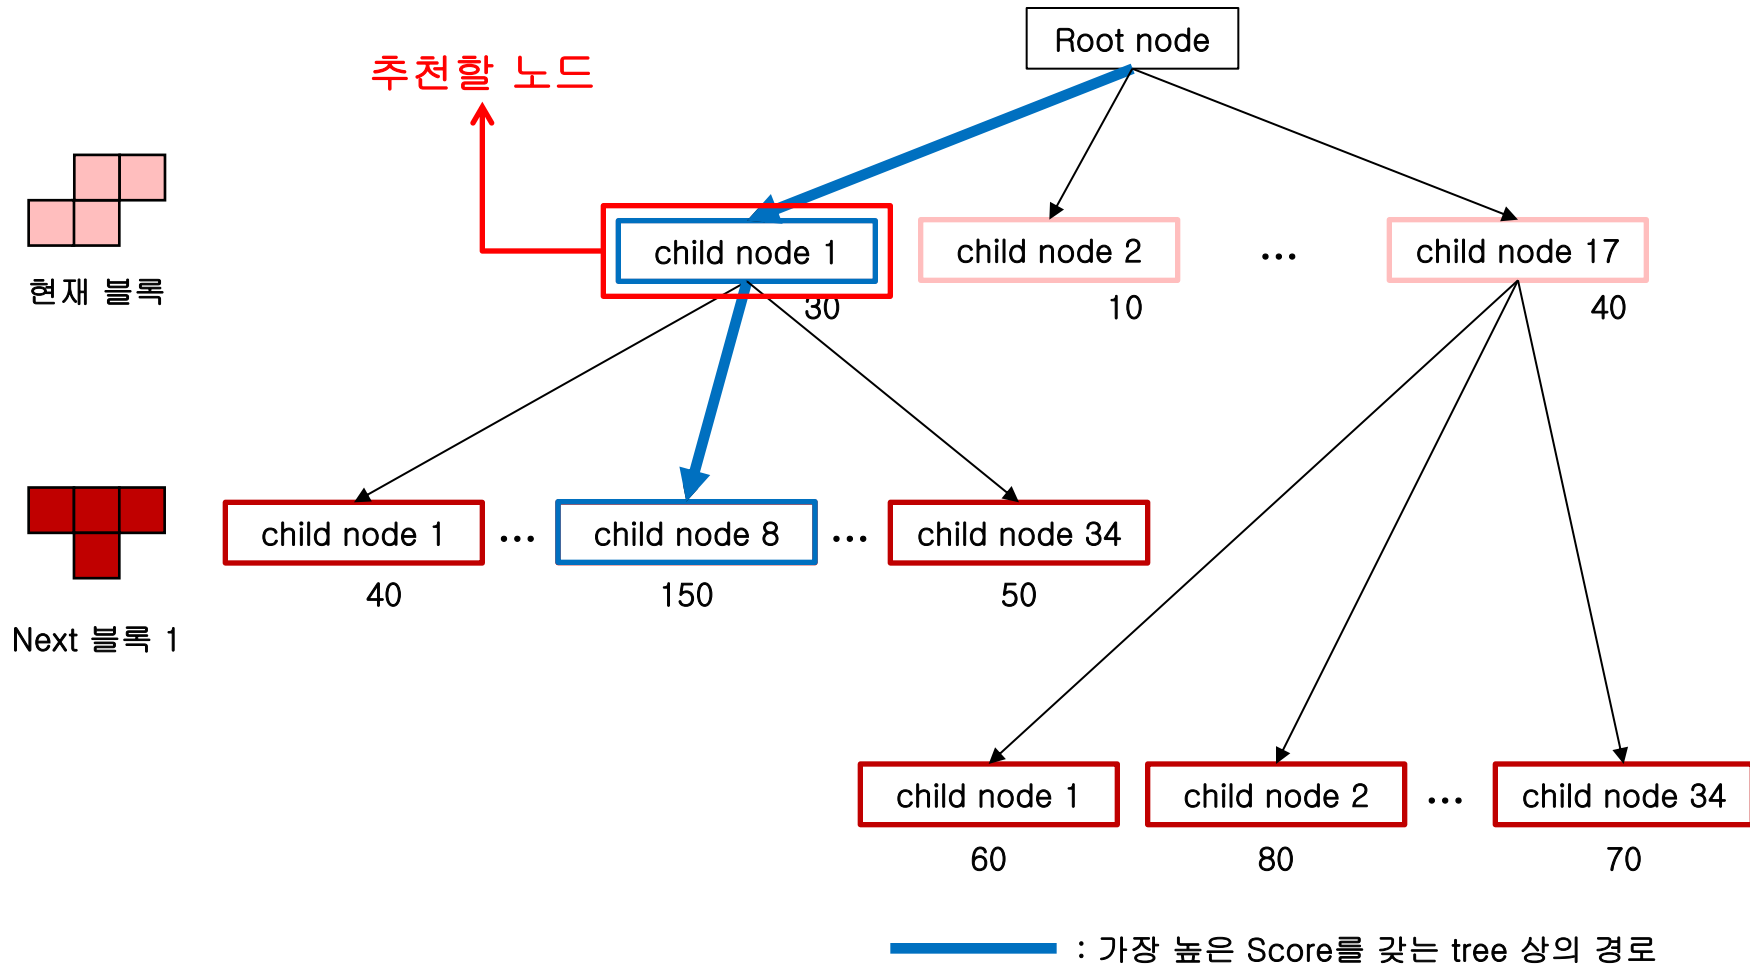 Root node
추천할 노드
child node 1
child node 2
...
child node 17
현재 블록
30
10
40
child node 1
...
child node 8
...
child node 34
40
150
50
Next 블록 1
child node 1
child node 2
...
child node 34
60
80
70
: 가장 높은 Score를 갖는 tree 상의 경로